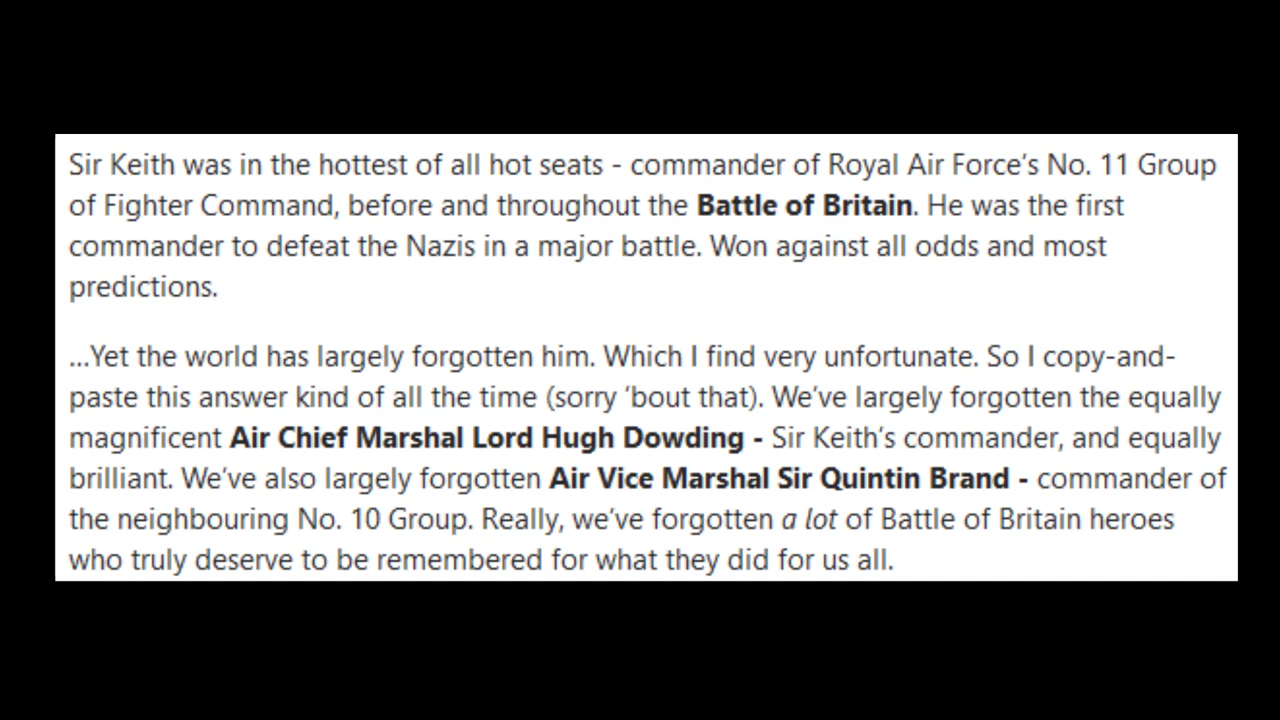 Sir Keith was in the hottest of all hot seats - commander of Royal Air Force’s No. 11 Group
of Fighter Command, before and throughout the Battle of Britain. He was the first
commander to defeat the Nazis in a major battle. Won against all odds and most
predictions.
...Yet the world has largely forgotten him. Which I find very unfortunate. So I copy-and-
paste this answer kind of all the time (sorry ’bout that). We’ve largely forgotten the equally
magnificent Air Chief Marshal Lord Hugh Dowding - Sir Keith’s commander, and equally
brilliant. We’ve also largely forgotten Air Vice Marshal Sir Quintin Brand - commander of
the neighbouring No. 10 Group. Really, we’ve forgotten a lot of Battle of Britain heroes
who truly deserve to be remembered for what they did for us all.